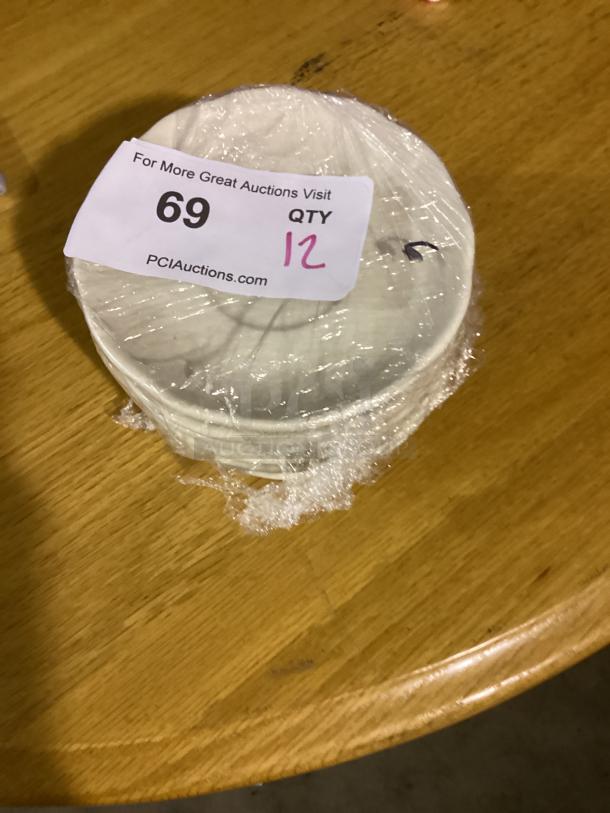 For More Great Auctions Visit
69 QTY
12
PCIAuctions.com